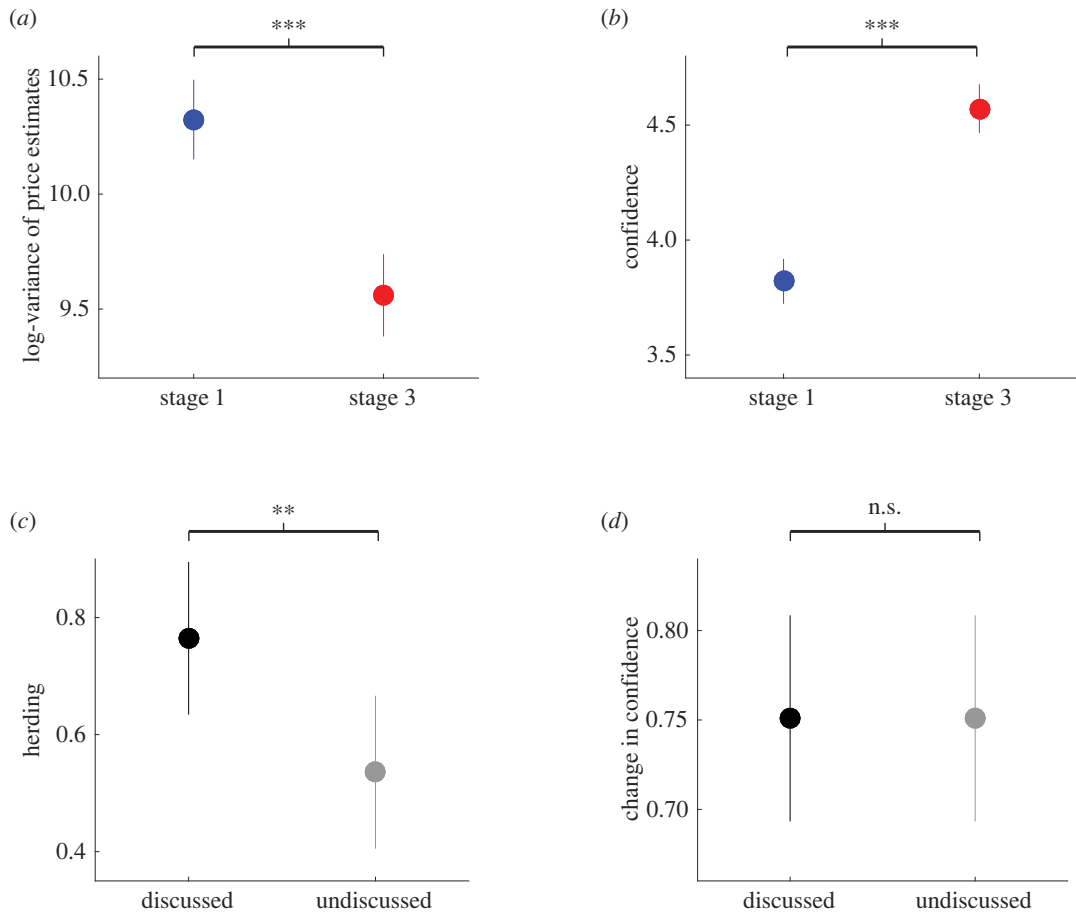 (a)
***
log-variance of price estimates
10.5
10.0
9.5
stage 1
stage 3
(b)
***
confidence
4.5
4.0
3.5
stage 1
stage 3
(c)
**
herding
0.8
0.6
0.4
discussed
undiscussed
(d)
n.s.
change in confidence
0.80
0.75
0.70
discussed
undiscussed